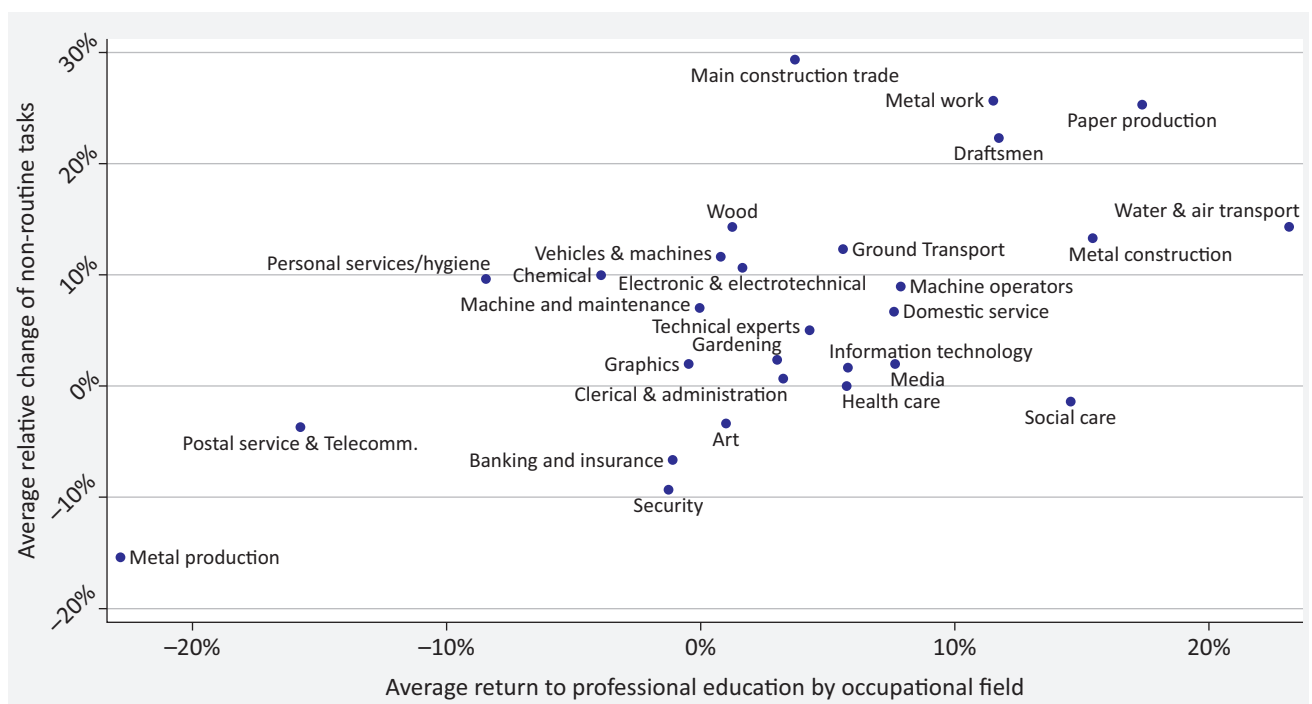 Average relative change of non-routine tasks
30%
20%
10%
0%
–10%
–20%
Main construction trade
Metal work
Paper production
Draftsmen
Wood
Water & air transport
Vehicles & machines
Ground Transport
Metal construction
Personal services/hygiene
Chemical
Electronic & electrotechnical
Machine operators
Machine and maintenance
Domestic service
Technical experts
Gardening
Information technology
Graphics
Media
Clerical & administration
Health care
Social care
Postal service & Telecomm.
Art
Banking and insurance
Security
Metal production
–20%
–10%
0%
10%
20%
Average return to professional education by occupational field